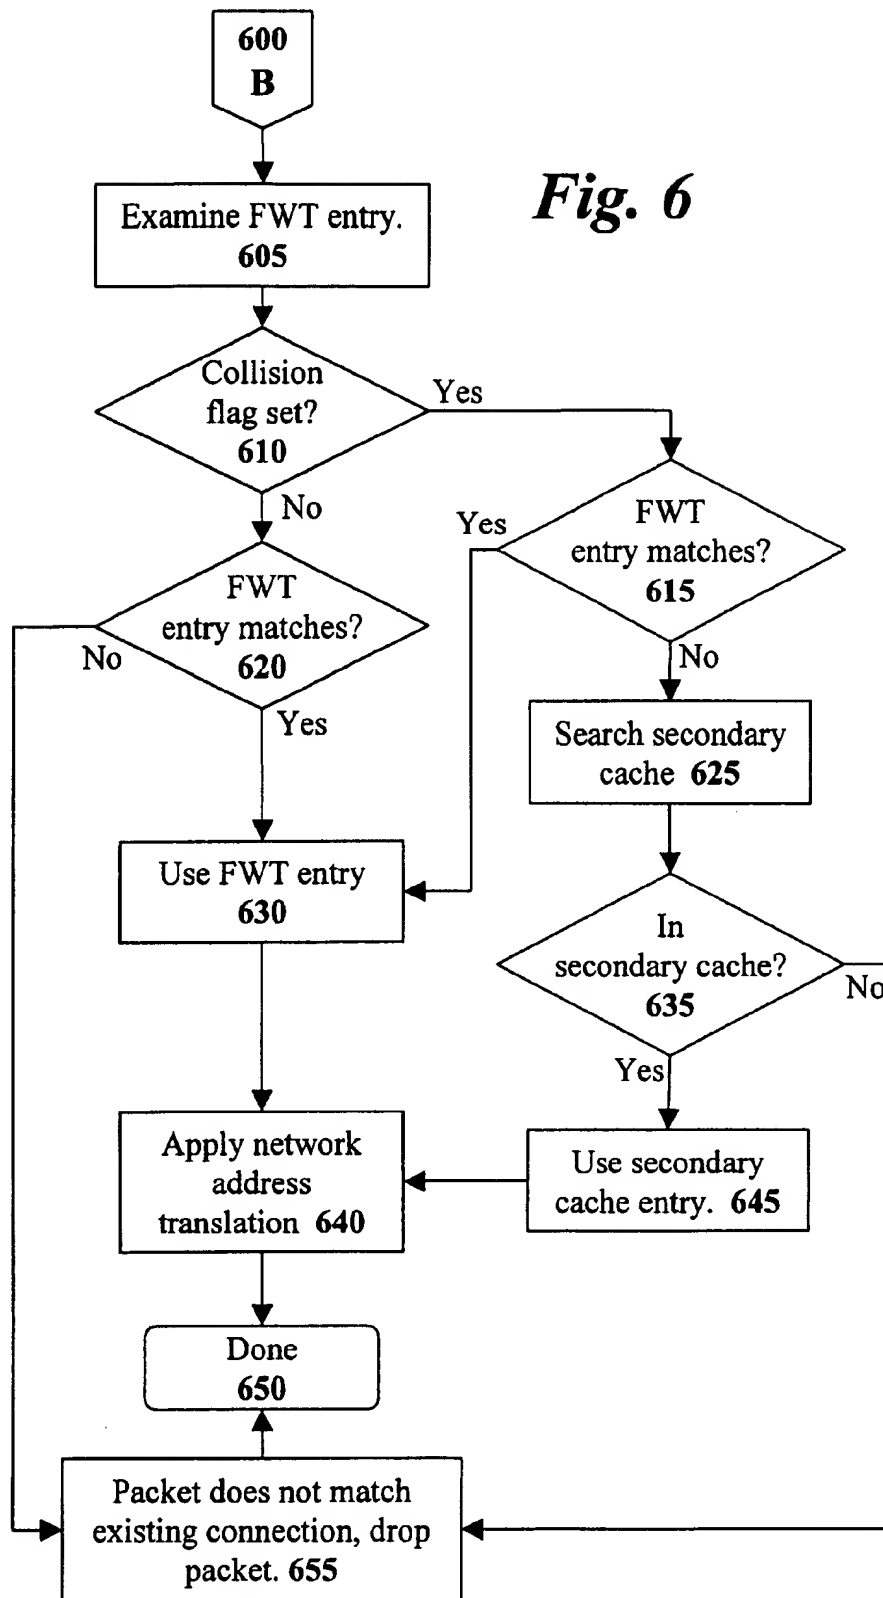 600
B
Fig. 6
Examine FWT entry.
605
Collision
flag set?
610
Yes
No
FWT
entry matches?
615
Yes
No
FWT
entry matches?
620
No
Yes
Search secondary
cache 625
Use FWT entry
630
In
secondary cache?
635
No
Yes
Apply network
address
translation 640
Use secondary
cache entry. 645
Done
650
Packet does not match
existing connection, drop
packet. 655